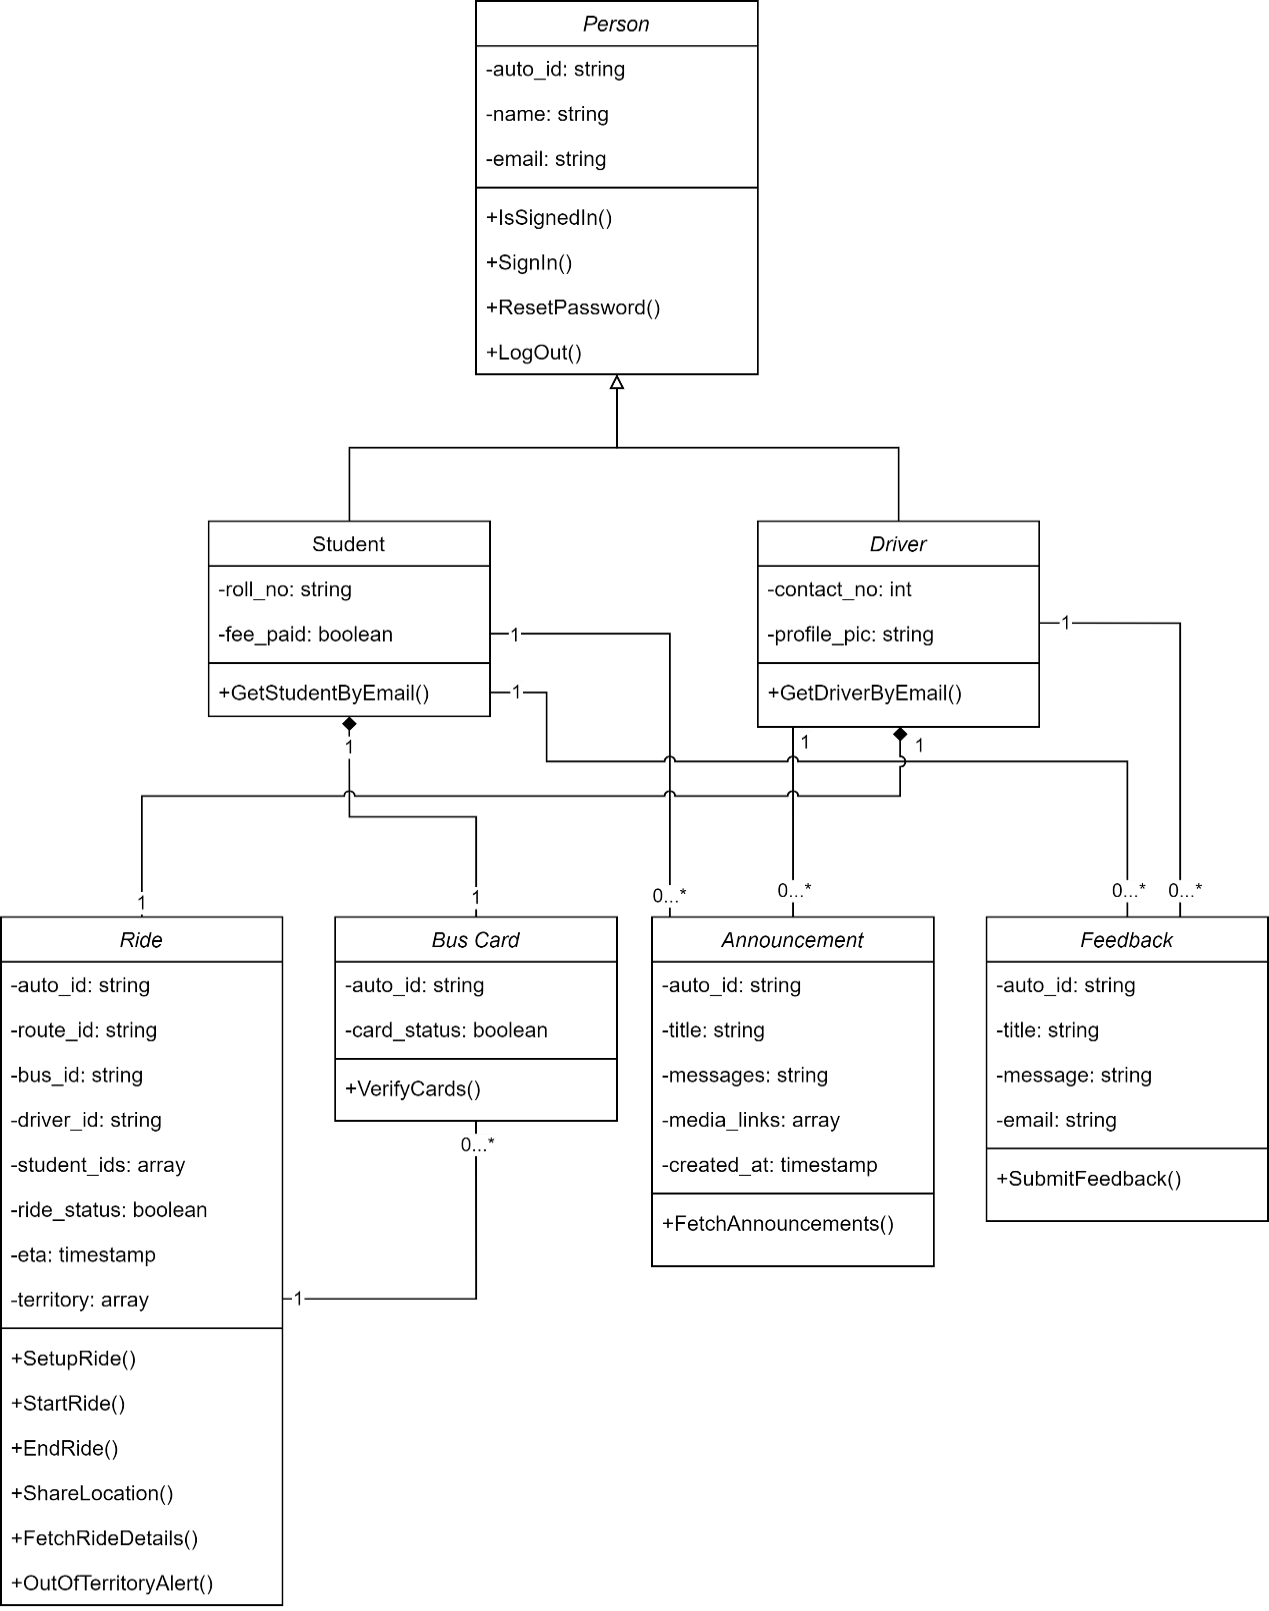 Person
-auto_id: string
-name: string
-email: string
+IsSignedIn()
+SignIn()
+ResetPassword()
+LogOut()
Student
-roll_no: string
-fee_paid: boolean
+GetStudentByEmail()
1
1
1
Driver
-contact_no: int
-profile_pic: string
+GetDriverByEmail()
1
1
1
1
1
0...*
0...*
0...*
0...*
Ride
-auto_id: string
-route_id: string
-bus_id: string
-driver_id: string
-student_ids: array
-ride_status: boolean
-eta: timestamp
-territory: array
+SetupRide()
+StartRide()
+EndRide()
+ShareLocation()
+FetchRideDetails()
+OutOfTerritoryAlert()
1
Bus Card
-auto_id: string
-card_status: boolean
+VerifyCards()
0...*
Announcement
-auto_id: string
-title: string
-messages: string
-media_links: array
-created_at: timestamp
+FetchAnnouncements()
Feedback
-auto_id: string
-title: string
-message: string
-email: string
+SubmitFeedback()